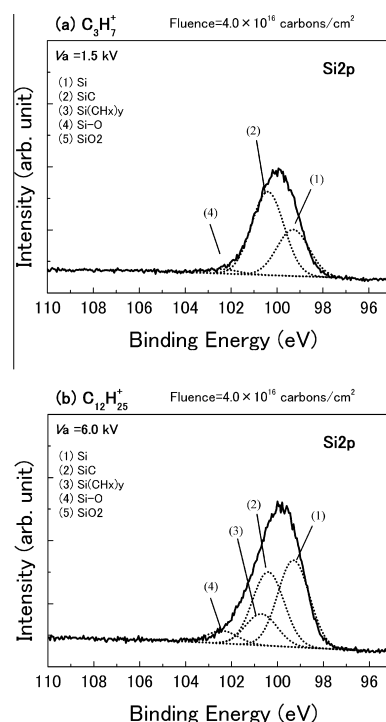 (a) C₃H₇⁺ Fluence=4.0×10¹⁶ carbons/cm²
Va =1.5 kV
Si2p
(1) Si
(2) SiC
(3) Si(CHx)y
(4) Si-O
(5) SiO2
(2)
(1)
(4)
Intensity (arb. unit)
110 108 106 104 102 100 98 96
Binding Energy (eV)
(b) C₁₂H₂₅⁺ Fluence=4.0×10¹⁶ carbons/cm²
Va =6.0 kV
Si2p
(1) Si
(2) SiC
(3) Si(CHx)y
(4) Si-O
(5) SiO2
(2)
(1)
(3)
(4)
Intensity (arb. unit)
110 108 106 104 102 100 98 96
Binding Energy (eV)